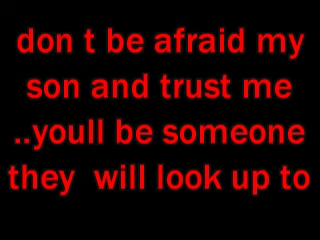 don t be afraid my
son and trust me
..youll be someone
they  will look up to